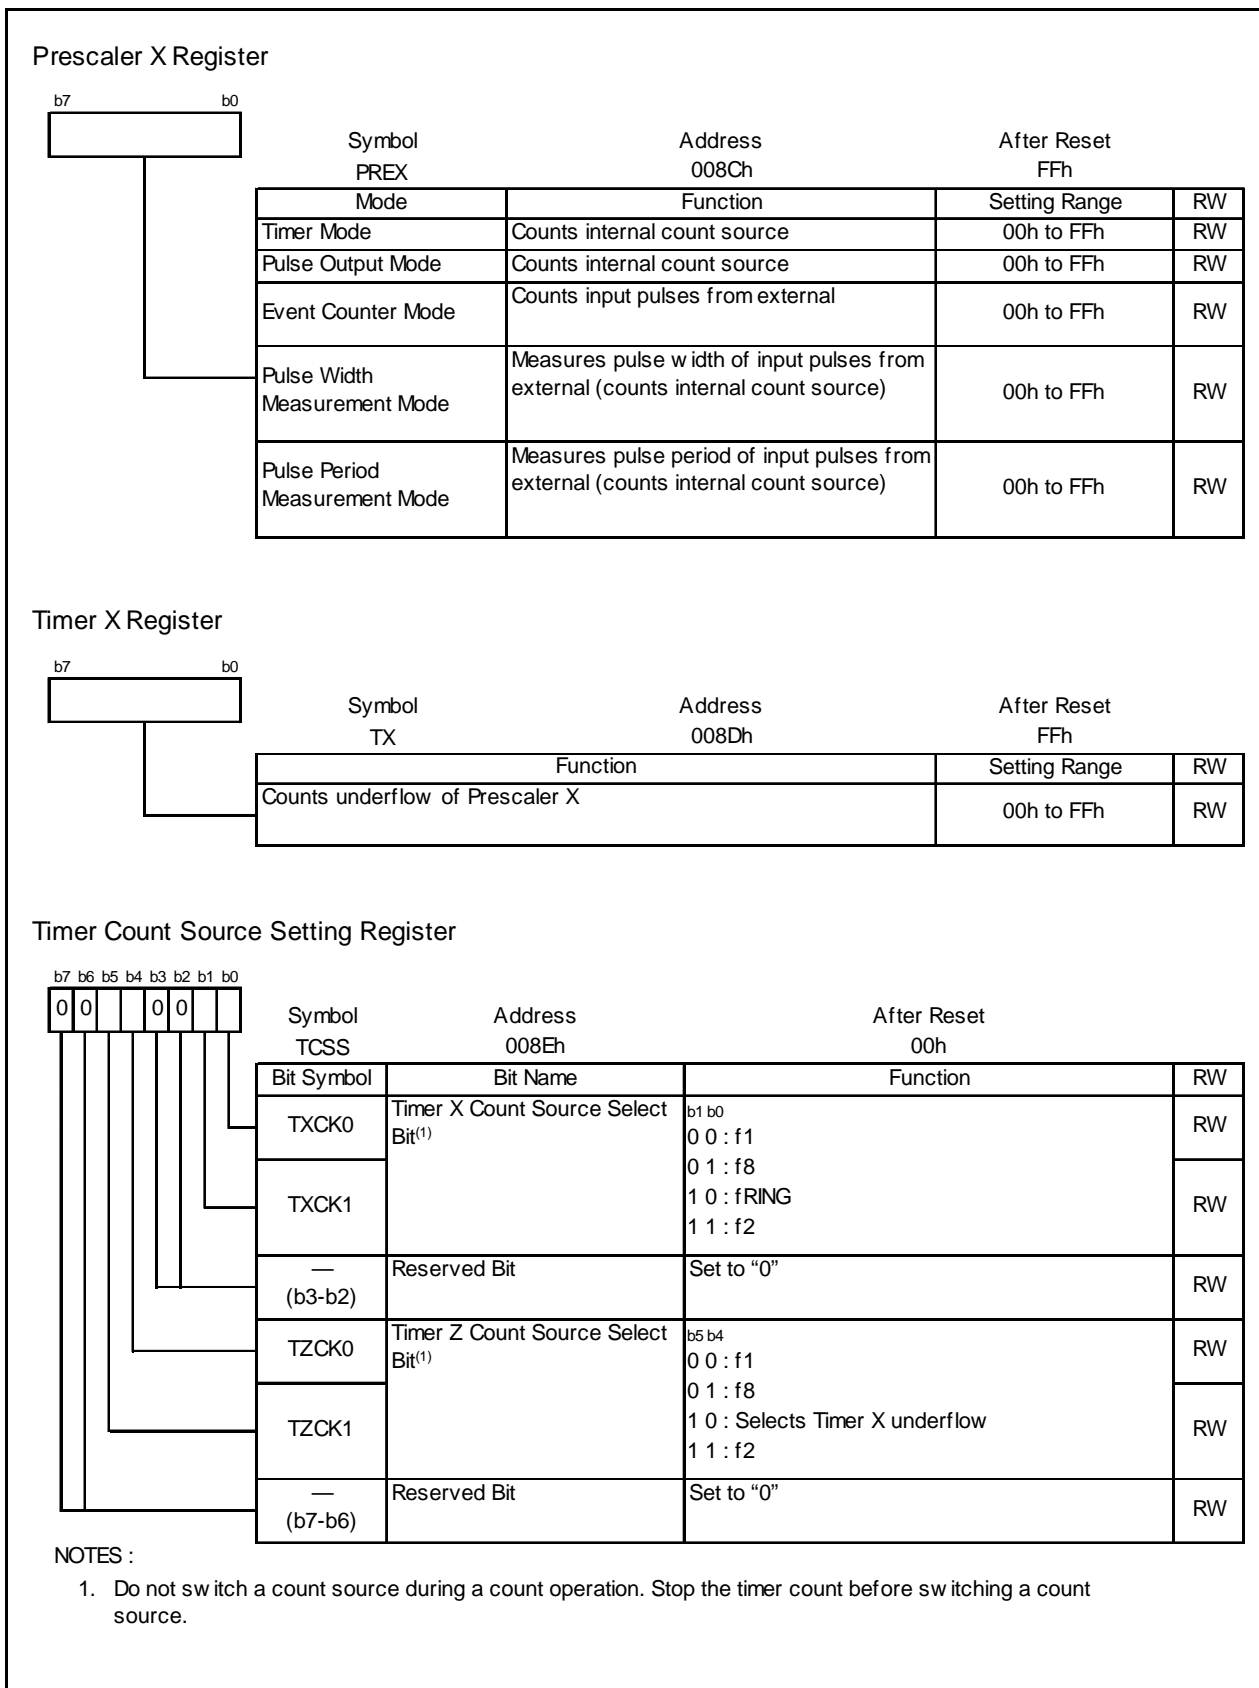 Prescaler X Register
b7 b0
Symbol Address After Reset
PREX 008Ch FFh
Mode Function Setting Range RW
Timer Mode Counts internal count source 00h to FFh RW
Pulse Output Mode Counts internal count source 00h to FFh RW
Event Counter Mode Counts input pulses from external 00h to FFh RW
Pulse Width
Measurement Mode
Measures pulse width of input pulses from
external (counts internal count source)
00h to FFh RW
Pulse Period
Measurement Mode
Measures pulse period of input pulses from
external (counts internal count source)
00h to FFh RW
Timer X Register
b7 b0
Symbol Address After Reset
TX 008Dh FFh
Function Setting Range RW
Counts underflow of Prescaler X 00h to FFh RW
Timer Count Source Setting Register
b7 b6 b5 b4 b3 b2 b1 b0
0 0 0 0
Symbol Address After Reset
TCSS 008Eh 00h
Bit Symbol Bit Name Function RW
TXCK0 RW
Timer X Count Source Select
Bit(1)
b1 b0
0 0 : f1
0 1 : f8
1 0 : fRING
1 1 : f2
TXCK1 RW
—
(b3-b2)
Reserved Bit Set to “0” RW
TZCK0 RW
Timer Z Count Source Select
Bit(1)
b5 b4
0 0 : f1
0 1 : f8
1 0 : Selects Timer X underflow
1 1 : f2
TZCK1 RW
—
(b7-b6)
Reserved Bit Set to “0” RW
NOTES :
1. Do not switch a count source during a count operation. Stop the timer count before switching a count
source.